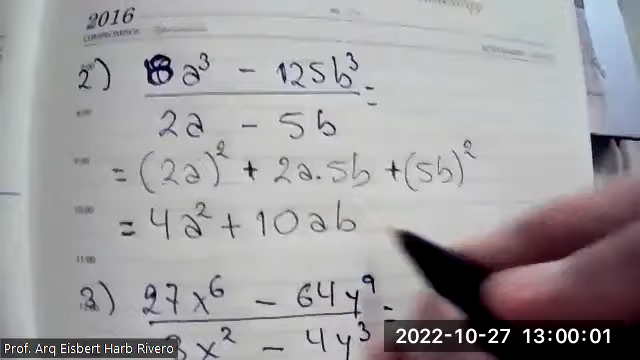 2016
COMPROMISOS
2) 8a³ - 125b³ =
2a - 5b
= (2a)² + 2a.5b + (5b)²
= 4a² + 10ab
3) 27x⁶ - 64y⁹ =
3x² - 4y³
Prof. Arq Eisbert Harb Rivero
2022-10-27 13:00:01